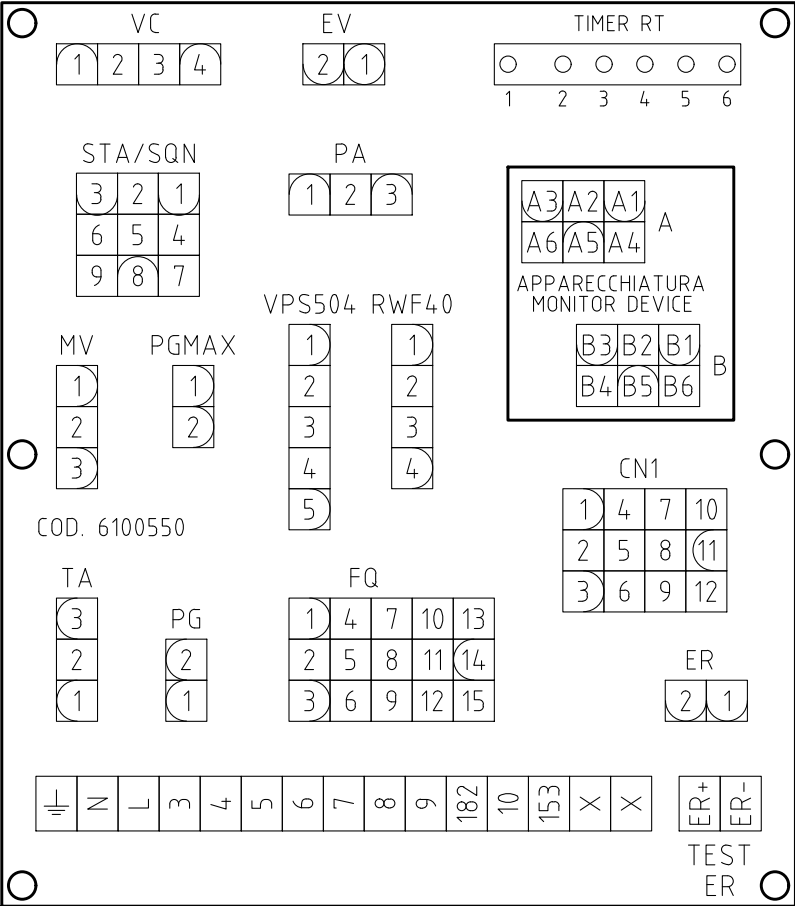 VC EV TIMER RT
1 2 3 4 2 1
1 2 3 4 5 6
STA/SQN PA
3 2 1 1 2 3 A3 A2 A1
6 5 4 A6 A5 A4 A
9 8 7
APPARECCHIATURA
MONITOR DEVICE
VPS504 RWF40
MV PGMAX
1 1 B3 B2 B1
1 1 2 2 B4 B5 B6 B
2 2 3 3
3 4 4
5
CN1
1 4 7 10
2 5 8 11
3 6 9 12
COD. 6100550
TA PG FQ
3 1 4 7 10 13
2 2 2 5 8 11 14
1 1 3 6 9 12 15
ER
2 1
N L 3 4 5 6 7 8 9 182 10 153 X X ER+ ER-
TEST
ER